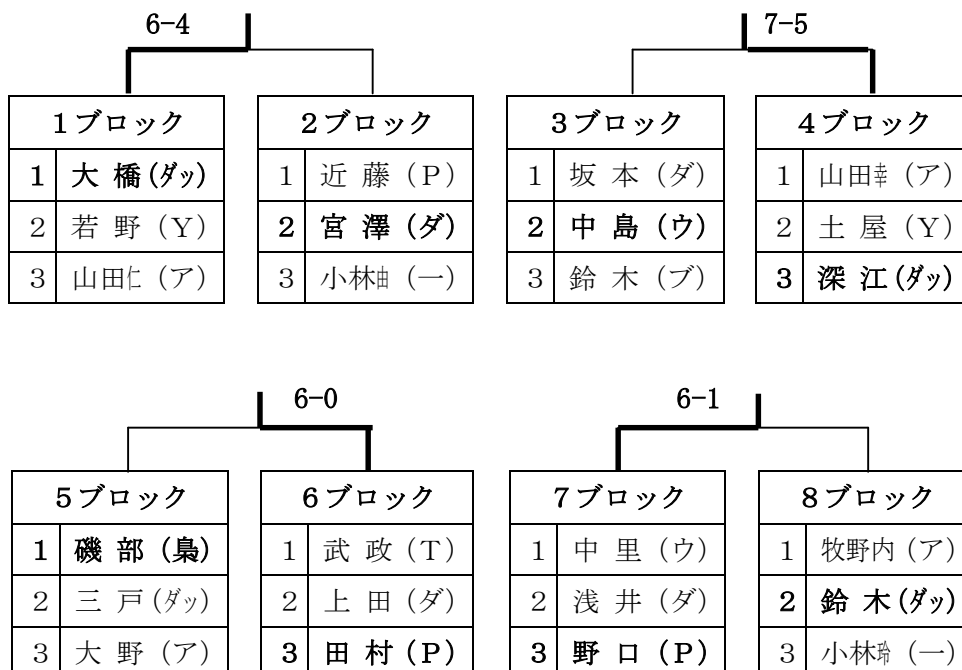 6-4 7-5
1ブロック 2ブロック 3ブロック 4ブロック
1 大 橋(ダッ) 1 近 藤 (P) 1 坂 本 (ダ) 1 山田幸 (ア)
2 若 野 (Y) 2 宮 澤 (ダ) 2 中 島 (ウ) 2 土 屋 (Y)
3 山田仁 (ア) 3 小林由 (一) 3 鈴 木 (ブ) 3 深 江(ダッ)
6-0 6-1
5ブロック 6ブロック 7ブロック 8ブロック
1 磯 部 (梟) 1 武 政 (T) 1 中 里 (ウ) 1 牧野内 (ア)
2 三 戸(ダッ) 2 上 田 (ダ) 2 浅 井 (ダ) 2 鈴 木(ダッ)
3 大 野 (ア) 3 田 村 (P) 3 野 口 (P) 3 小林 (一)